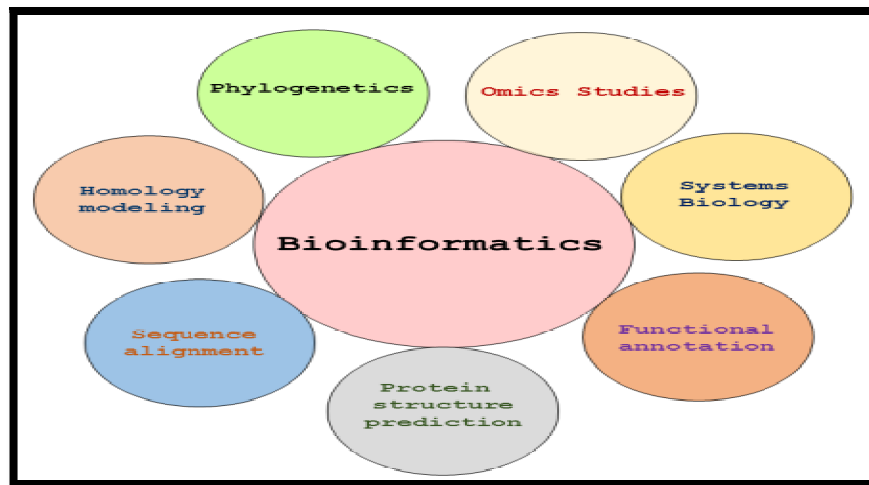 Phylogenetics
Omics Studies
Homology
modeling
Systems
Biology
Bioinformatics
Sequence
alignment
Functional
annotation
Protein
structure
prediction